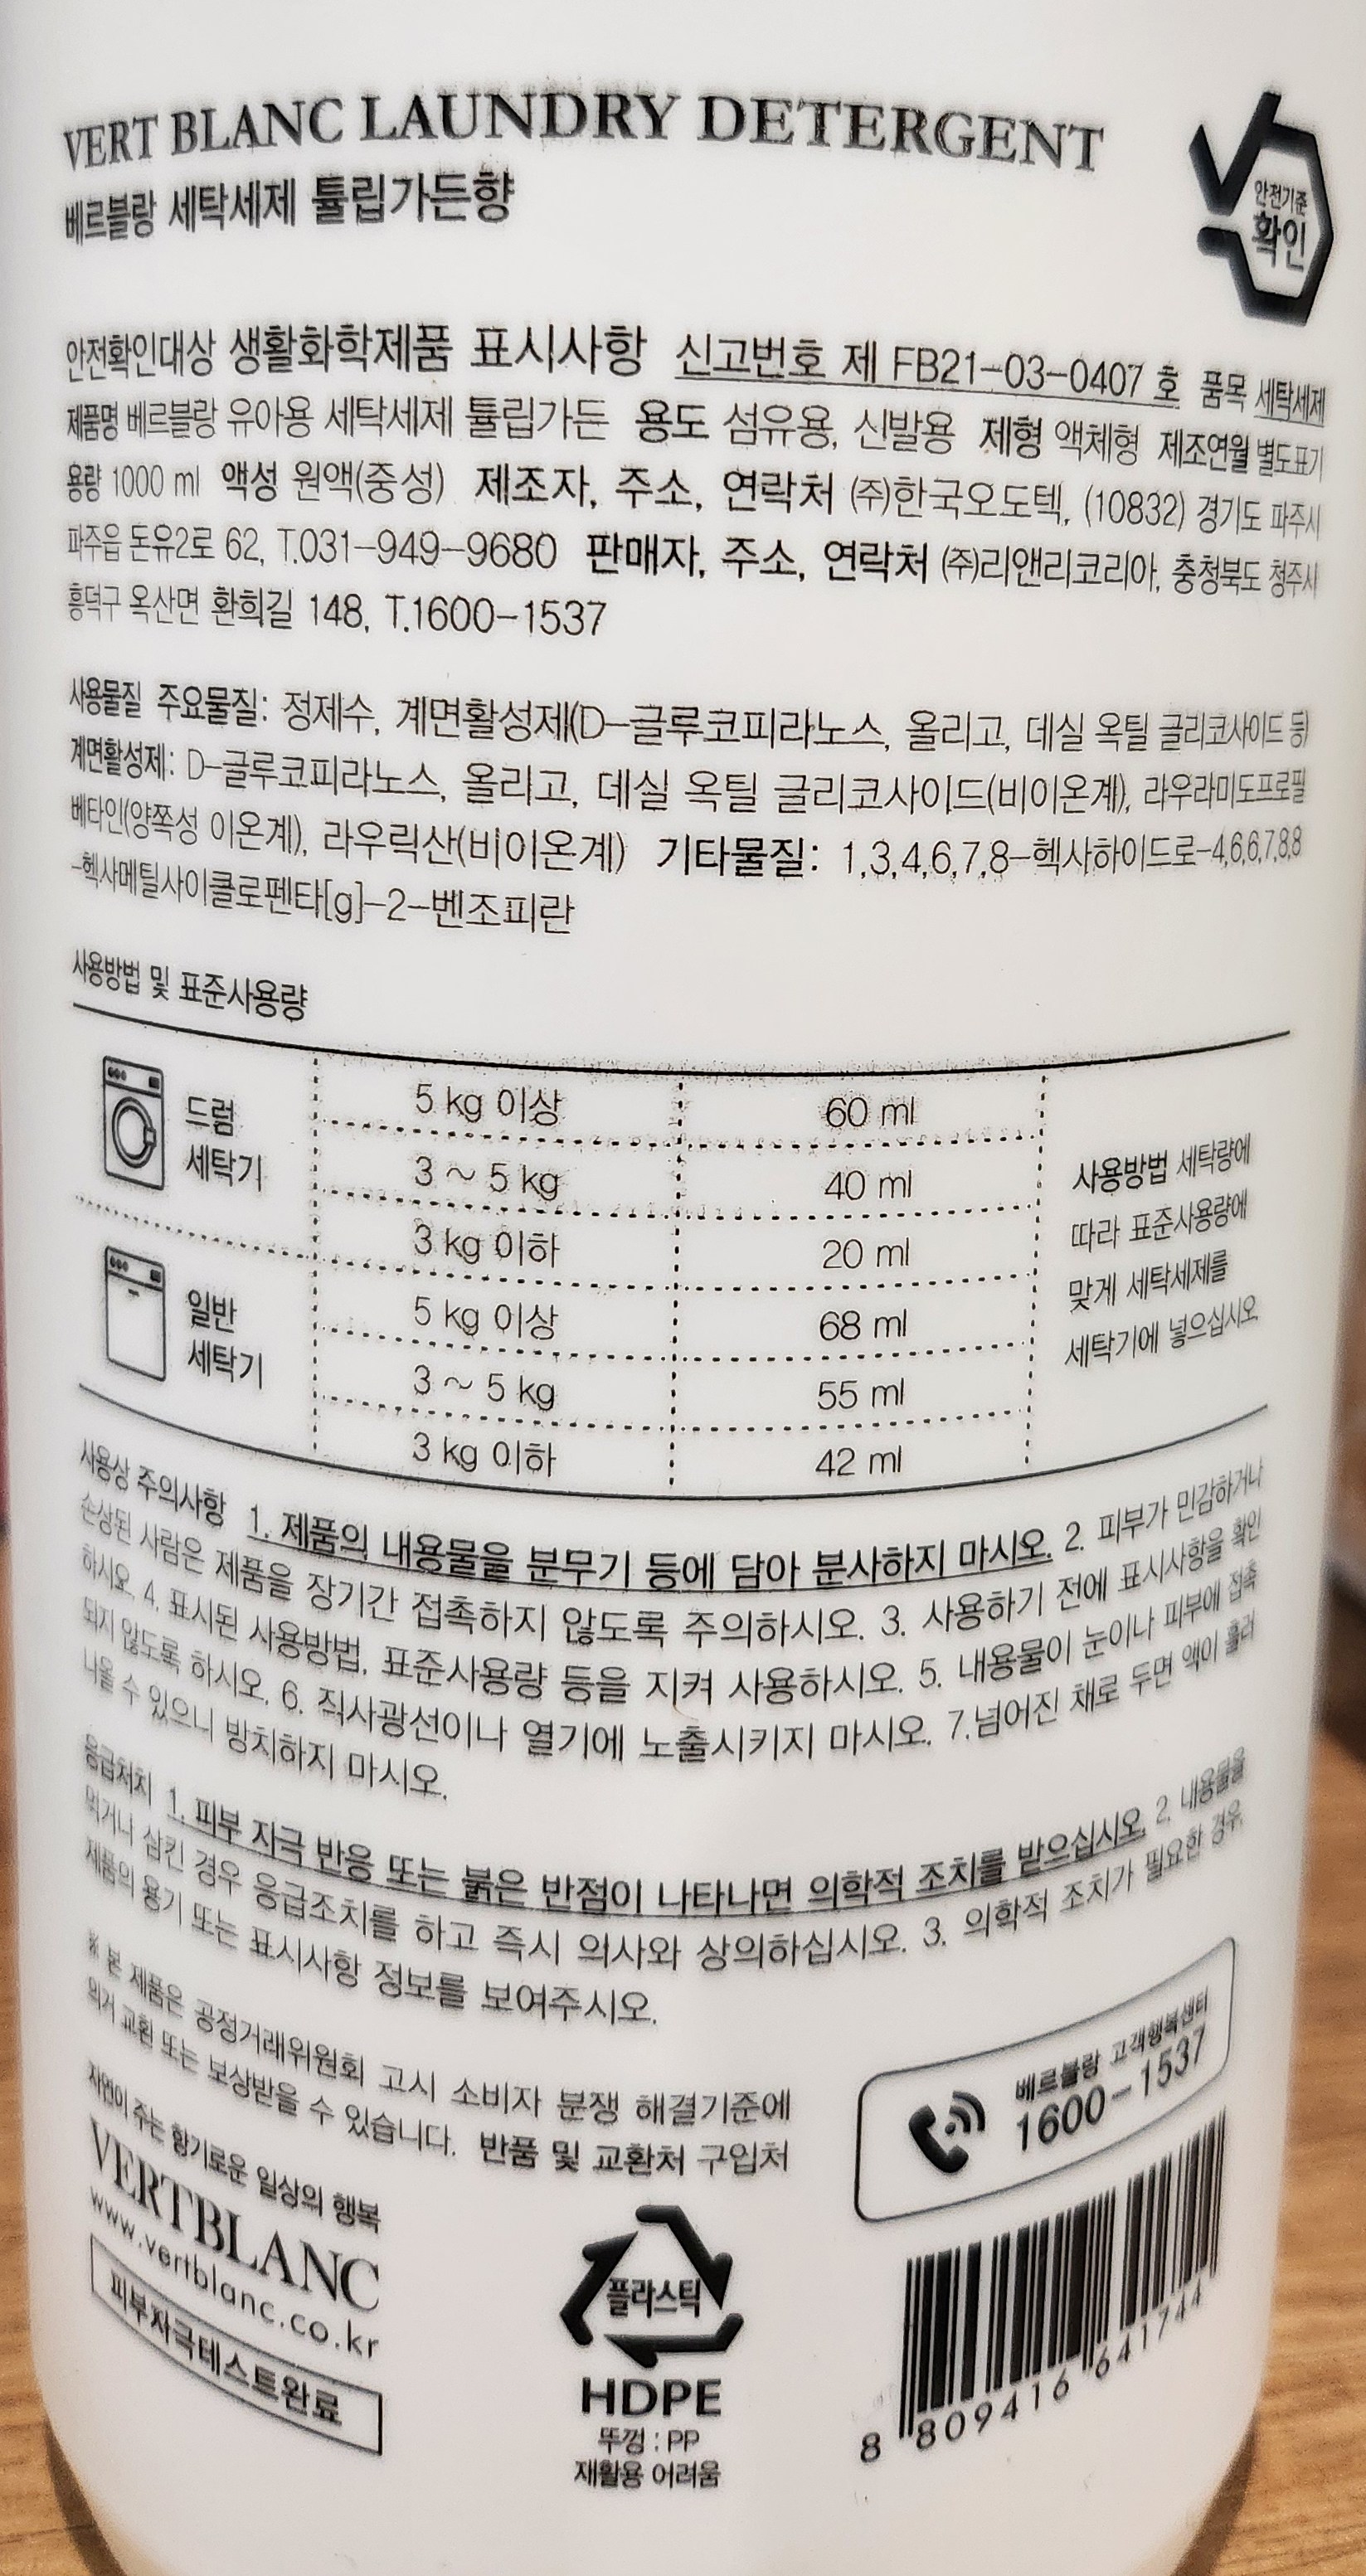 VERT BLANC LAUNDRY DETERGENT
베르블랑 세탁세제 튤립가든향
안전기준
확인
안전확인대상 생활화학제품 표시사항 신고번호 제 FB21-03-0407 호 품목 세탁세제
제품명 베르블랑 유아용 세탁세제 튤립가든 용도 섬유용, 신발용 제형 액체형 제조연월 별도표기
용량 1000 ml 액성 원액(중성) 제조자, 주소, 연락처 ㈜한국오도텍, (10832) 경기도 파주시
파주읍 돈유2로 62, T.031-949-9680 판매자, 주소, 연락처 ㈜리앤리코리아, 충청북도 청주시
흥덕구 옥산면 환희길 148, T.1600-1537
사용물질 주요물질: 정제수, 계면활성제(D-글루코피라노스, 올리고, 데실 옥틸 글리코사이드 등)
계면활성제: D-글루코피라노스, 올리고, 데실 옥틸 글리코사이드(비이온계), 라우라미도프로필
베타인(양쪽성 이온계), 라우릭산(비이온계) 기타물질: 1,3,4,6,7,8-헥사하이드로-4,6,6,7,8,8
-헥사메틸사이클로펜타[g]-2-벤조피란
사용방법 및 표준사용량
드럼
세탁기
5 kg 이상 60 ml
3 ~ 5 kg 40 ml
3 kg 이하 20 ml
일반
세탁기
5 kg 이상 68 ml
3 ~ 5 kg 55 ml
3 kg 이하 42 ml
사용방법 세탁량에
따라 표준사용량에
맞게 세탁세제를
세탁기에 넣으십시오.
사용상 주의사항 1. 제품의 내용물을 분무기 등에 담아 분사하지 마시오. 2. 피부가 민감하거나
손상된 사람은 제품을 장기간 접촉하지 않도록 주의하시오. 3. 사용하기 전에 표시사항을 확인
하시오. 4. 표시된 사용방법, 표준사용량 등을 지켜 사용하시오. 5. 내용물이 눈이나 피부에 접촉
되지 않도록 하시오. 6. 직사광선이나 열기에 노출시키지 마시오. 7.넘어진 채로 두면 액이 흘러
나올 수 있으니 방치하지 마시오.
응급처치 1. 피부 자극 반응 또는 붉은 반점이 나타나면 의학적 조치를 받으십시오. 2. 내용물을
먹거나 삼킨 경우 응급조치를 하고 즉시 의사와 상의하십시오. 3. 의학적 조치가 필요한 경우,
제품의 용기 또는 표시사항 정보를 보여주시오.
※ 본 제품은 공정거래위원회 고시 소비자 분쟁 해결기준에
의거 교환 또는 보상받을 수 있습니다. 반품 및 교환처 구입처
베르블랑 고객행복센터
1600-1537
자연이 주는 향기로운 일상의 행복
VERTBLANC
www.vertblanc.co.kr
피부자극테스트완료
플라스틱
HDPE
뚜껑 : PP
재활용 어려움
8 809416 641744